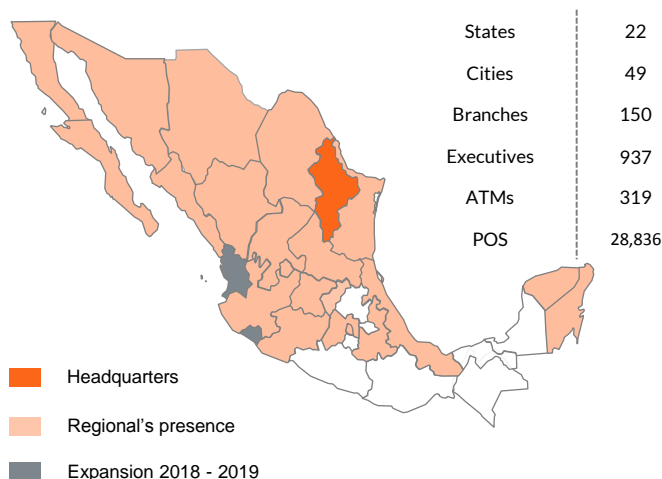 States 22
Cities 49
Branches 150
Executives 937
ATMs 319
POS 28,836
Headquarters
Regional's presence
Expansion 2018 - 2019